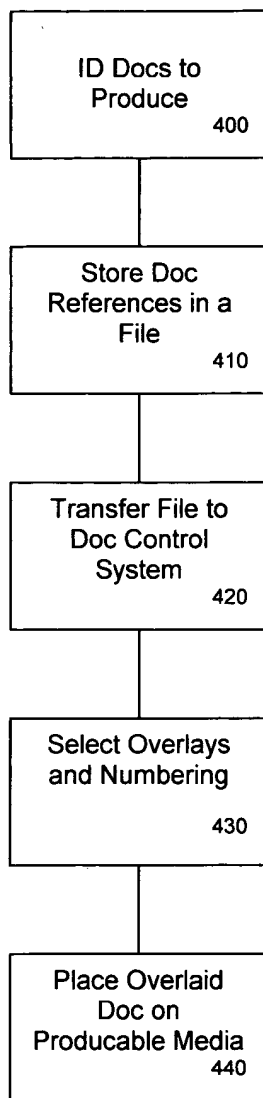 ID Docs to
Produce
400
Store Doc
References in a
File
410
Transfer File to
Doc Control
System
420
Select Overlays
and Numbering
430
Place Overlaid
Doc on
Producable Media
440